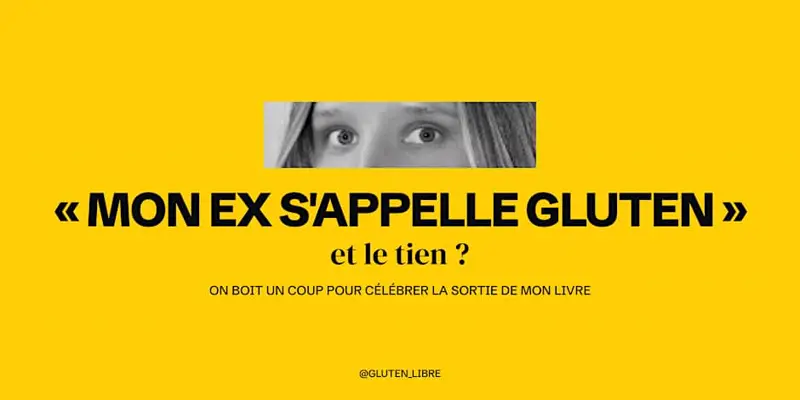 « MON EX S'APPELLE GLUTEN »
et le tien ?
ON BOIT UN COUP POUR CÉLÉBRER LA SORTIE DE MON LIVRE
@GLUTEN_LIBRE